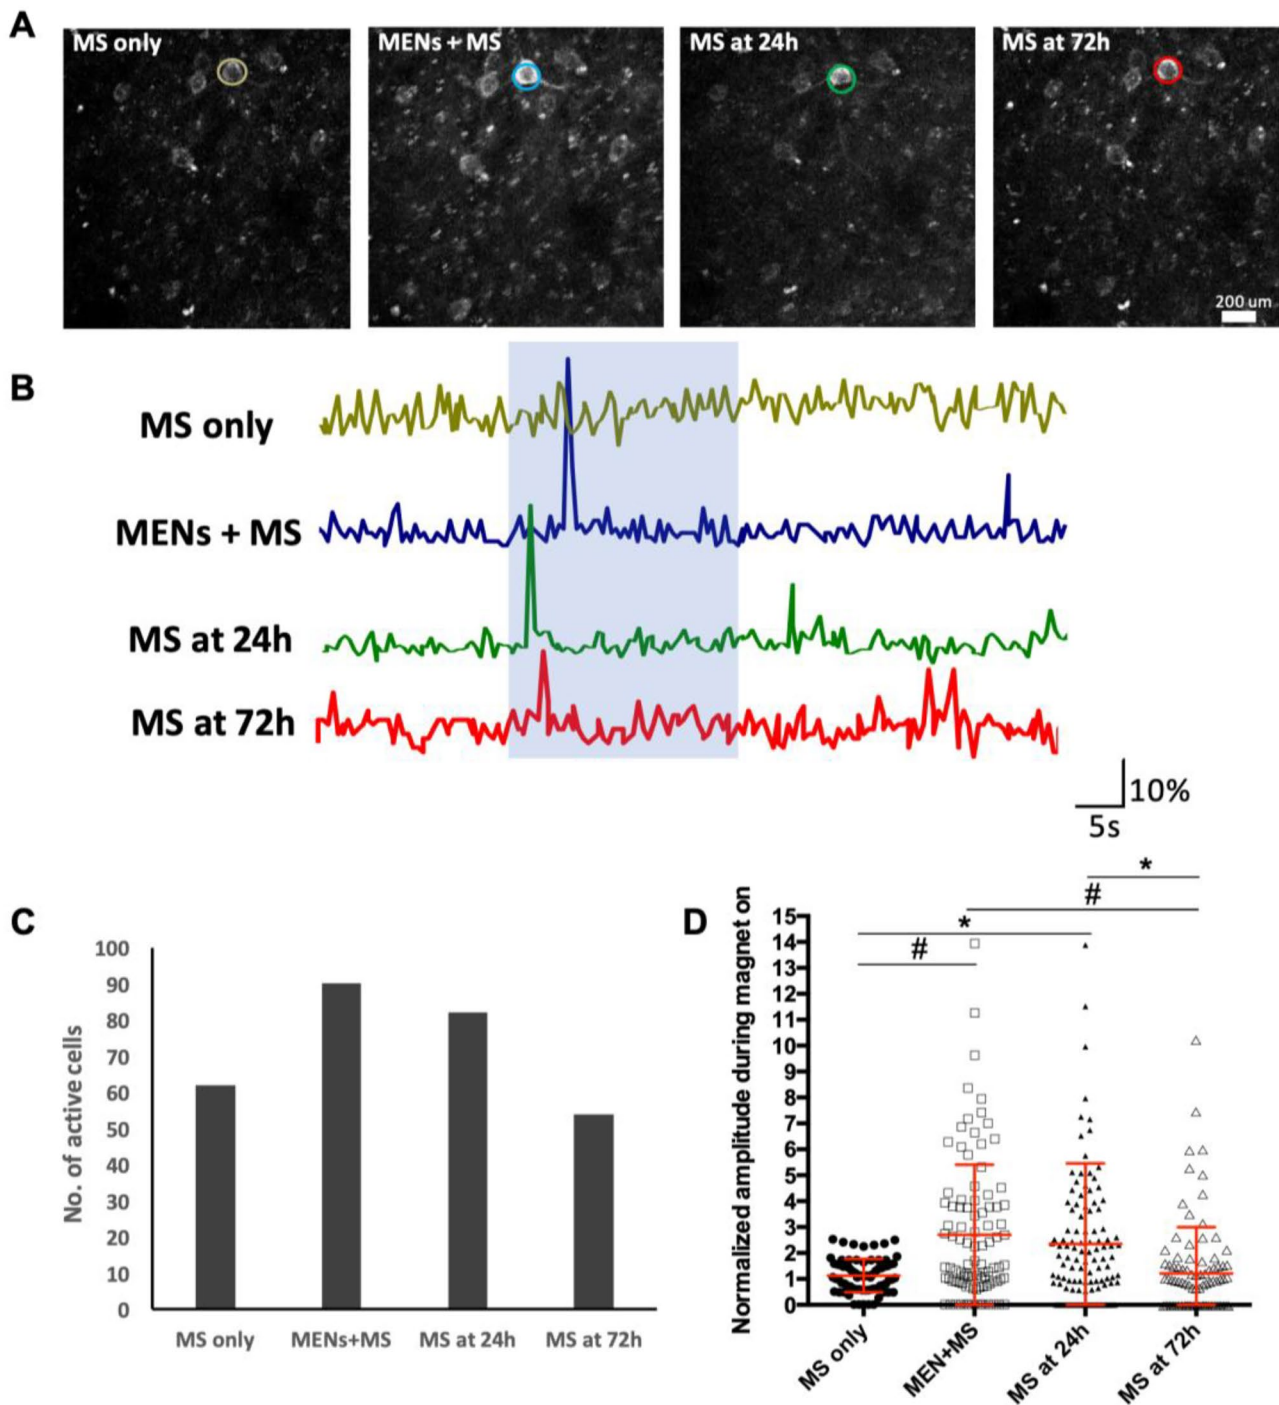 A
MS only
MENs + MS
MS at 24h
MS at 72h
200 um
B
MS only
MENs + MS
MS at 24h
MS at 72h
10%
5s
C
No. of active cells
100
90
80
70
60
50
40
30
20
10
0
MS only
MENs+MS
MS at 24h
MS at 72h
D
Normalized amplitude during magnet on
*
#
*
#
15
14
13
12
11
10
9
8
7
6
5
4
3
2
1
0
MS only
MEN+MS
MS at 24h
MS at 72h